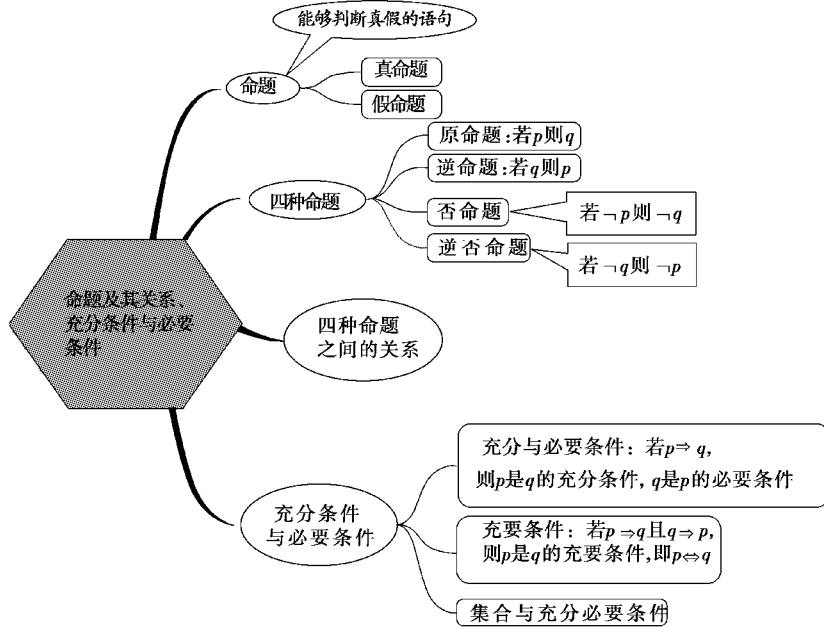 能够判断真假的语句
命题
真命题
假命题
四种命题
原命题:若p则q
逆命题:若q则p
否命题
若¬p则¬q
逆否命题
若¬q则¬p
命题及其关系、
充分条件与必要
条件
四种命题
之间的关系
充分条件
与必要条件
充分与必要条件：若p⇒q,
则p是q的充分条件, q是p的必要条件
充要条件：若p⇒q且q⇒p,
则p是q的充要条件,即p⇔q
集合与充分必要条件